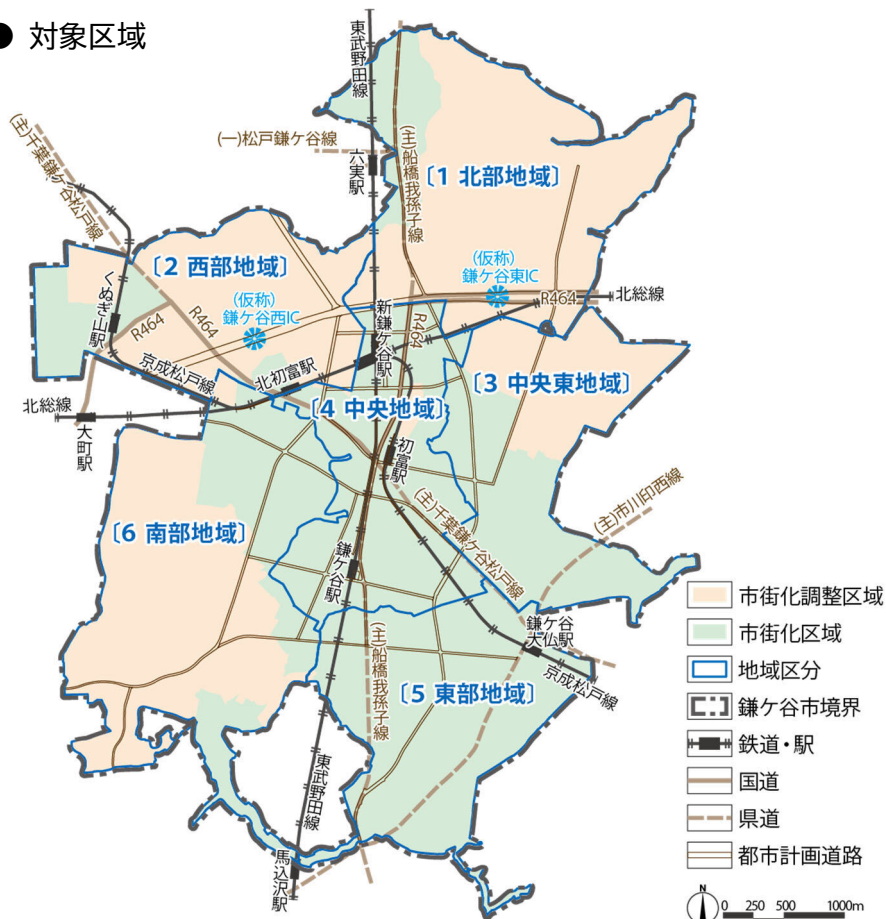 ● 対象区域
東武野田線
(主)千葉鎌ケ谷松戸線
(一)松戸鎌ケ谷線
六実駅
(主)船橋我孫子線
〔1 北部地域〕
〔2 西部地域〕
(仮称)
鎌ケ谷東IC
R464
北総線
くぬぎ山駅
R464
R464
(仮称)
鎌ケ谷西IC
新鎌ケ谷駅
R464
京成松戸線
北初富駅
〔3 中央東地域〕
北総線
大町駅
〔4 中央地域〕
初富駅
(主)千葉鎌ケ谷松戸線
(主)市川印西線
〔6 南部地域〕
鎌ケ谷駅
鎌ケ谷
大仏駅
京成松戸線
(主)船橋我孫子線
〔5 東部地域〕
東武野田線
馬込沢駅
市街化調整区域
市街化区域
地域区分
鎌ケ谷市境界
鉄道・駅
国道
県道
都市計画道路
N
0 250 500 1000m